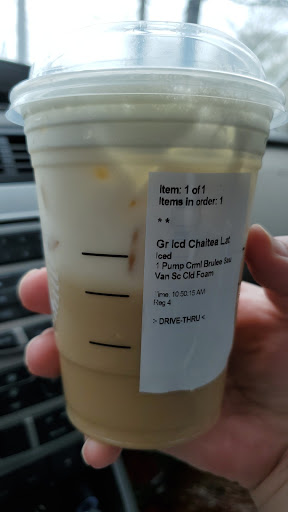 Item: 1 of 1
Items in order: 1
* *
Gr Icd Chaitea Lat
Iced
1 Pump Crml Brulee Sau
Van Sc Cld Foam
Time: 10:50:15 AM
Reg 4
> DRIVE-THRU <